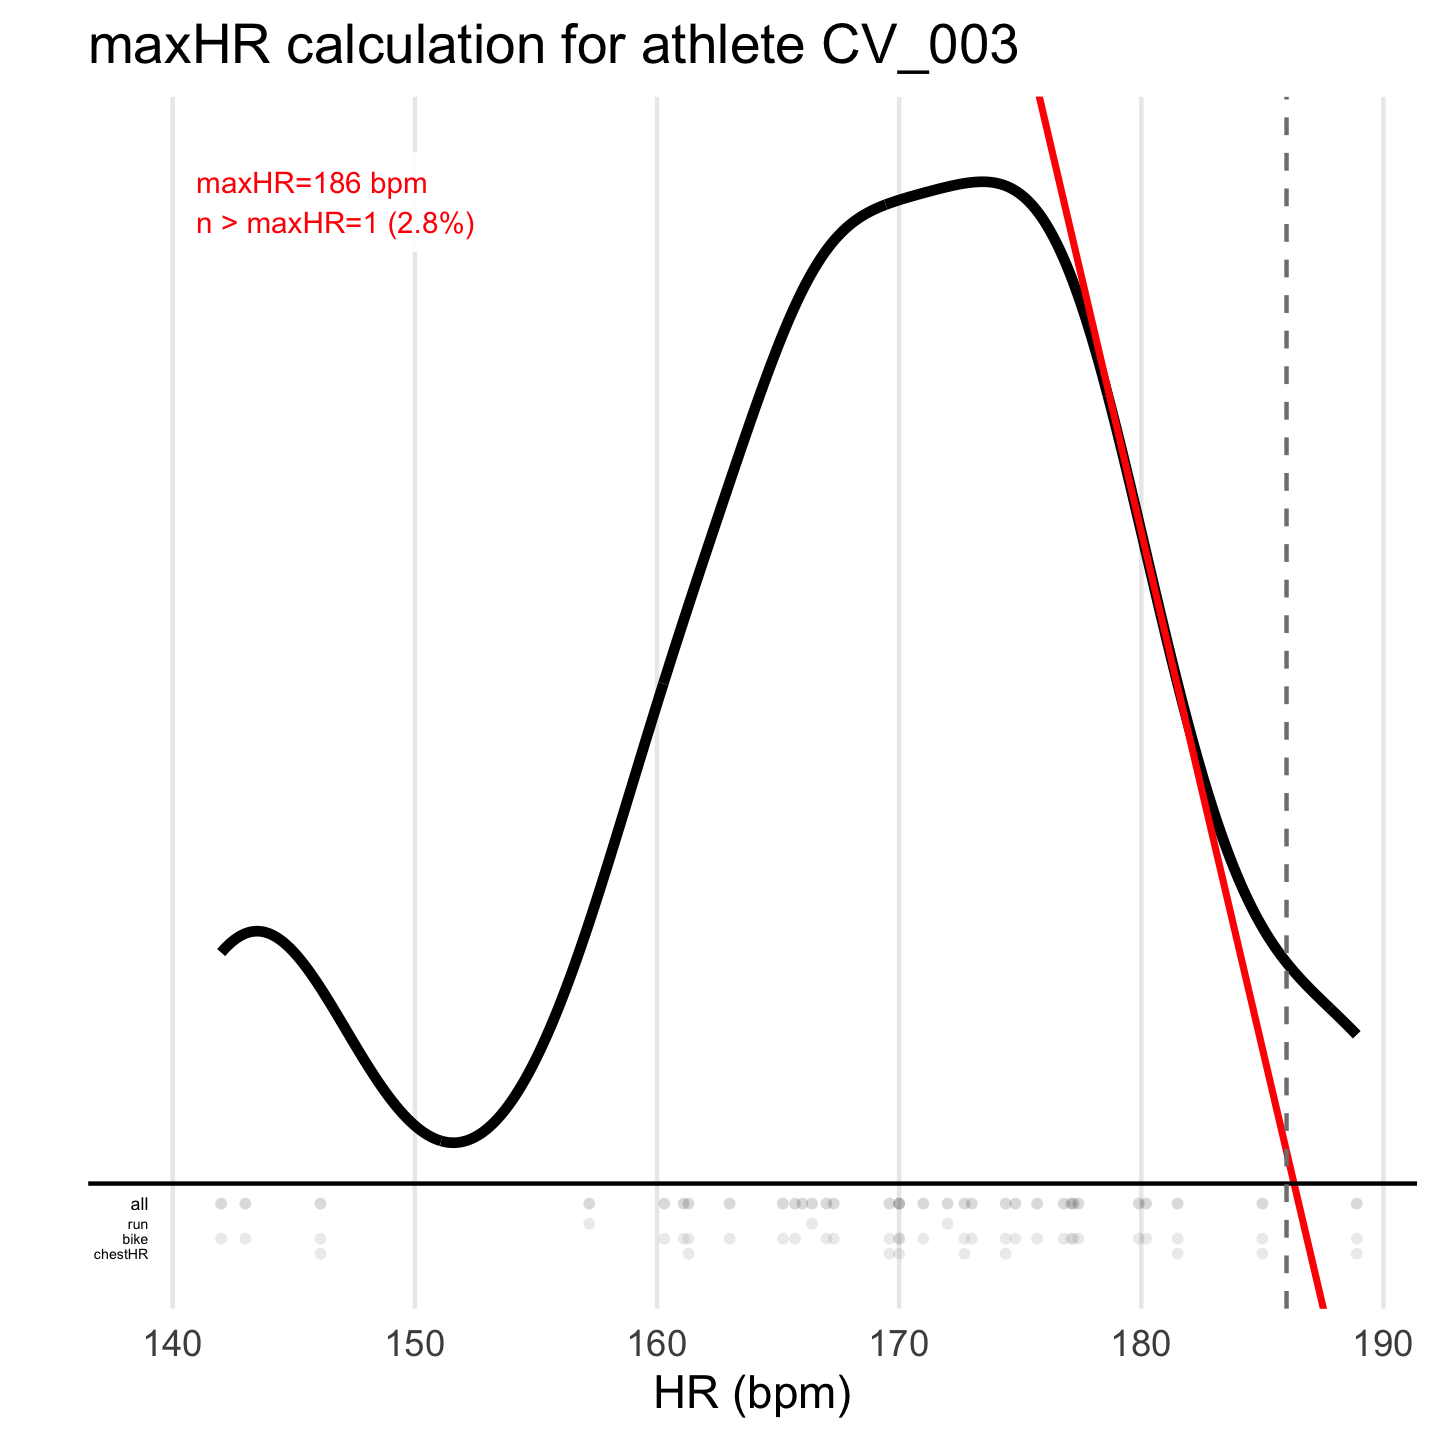 maxHR calculation for athlete CV_003
maxHR=186 bpm
n > maxHR=1 (2.8%)
all
run
bike
chestHR
140 150 160 170 180 190
HR (bpm)